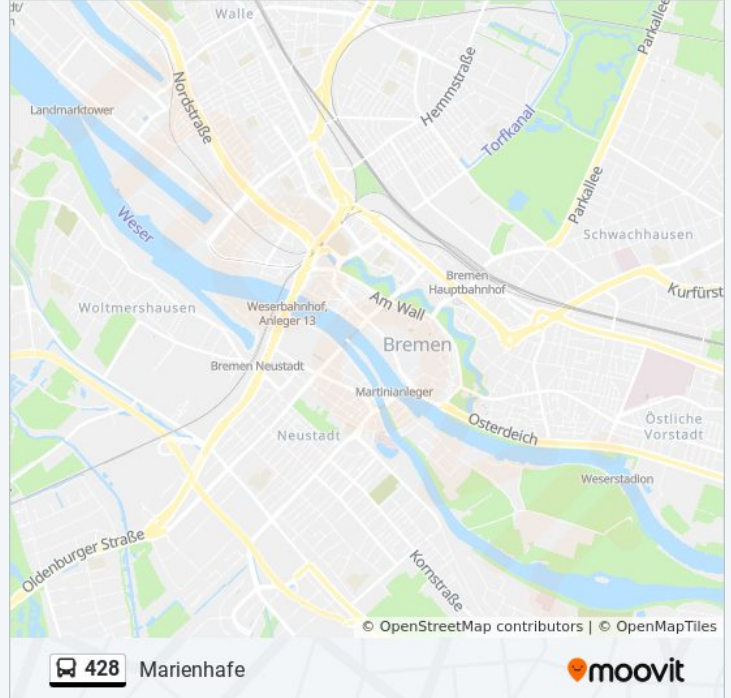 dt/
n
Walle
Parkallee
Nordstraße
Hemmstraße
Landmarktower
Torfkanal
Parkallee
Weser
Schwachhausen
Bremen
Hauptbahnhof
Kurfürst
Woltmershausen
Weserbahnhof,
Anleger 13
Am Wall
Bremen
Bremen Neustadt
Martinianleger
Neustadt
Osterdeich
Östliche
Vorstadt
Weserstadion
Oldenburger Straße
Kornstraße
© OpenStreetMap contributors | © OpenMapTiles
428 Marienhafe
moovit